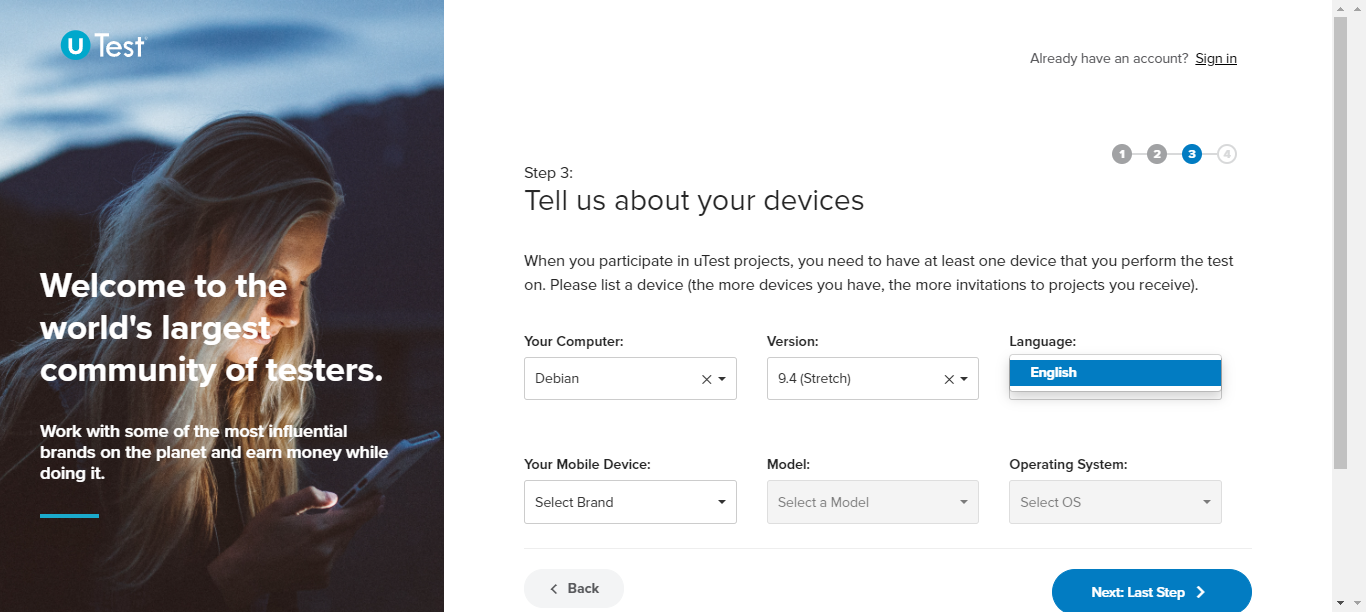 U Test
Already have an account? Sign in
1 2 3 4
Step 3:
Tell us about your devices
When you participate in uTest projects, you need to have at least one device that you perform the test
on. Please list a device (the more devices you have, the more invitations to projects you receive).
Welcome to the
world's largest
community of testers.
Work with some of the most influential
brands on the planet and earn money while
doing it.
Your Computer: Version: Language:
Debian 9.4 (Stretch) English
Your Mobile Device: Model: Operating System:
Select Brand Select a Model Select OS
Back Next: Last Step